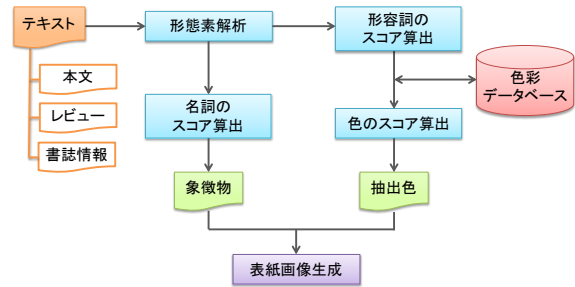 テキスト
形態素解析
形容詞の
スコア算出
本文
レビュー
書誌情報
名詞の
スコア算出
色のスコア算出
色彩
データベース
象徴物
抽出色
表紙画像生成